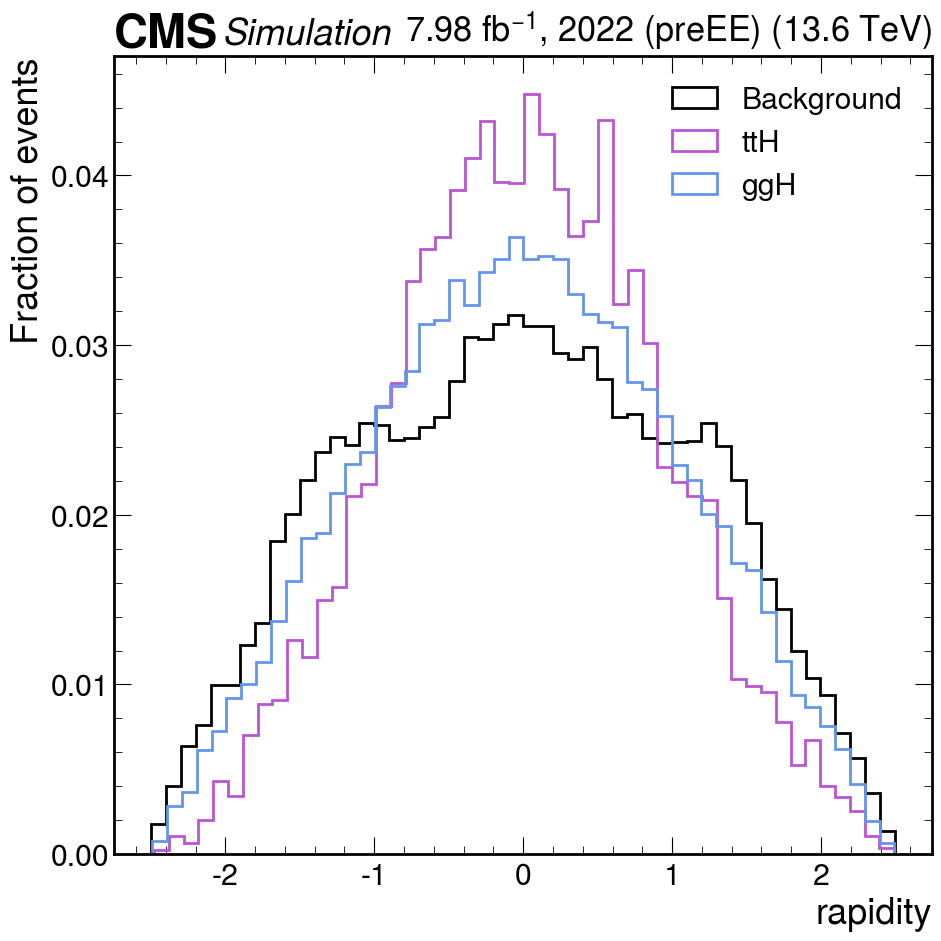 CMS Simulation 7.98 fb⁻¹, 2022 (preEE) (13.6 TeV)
Fraction of events
Background
ttH
ggH
0.04
0.03
0.02
0.01
0.00
-2 -1 0 1 2
rapidity